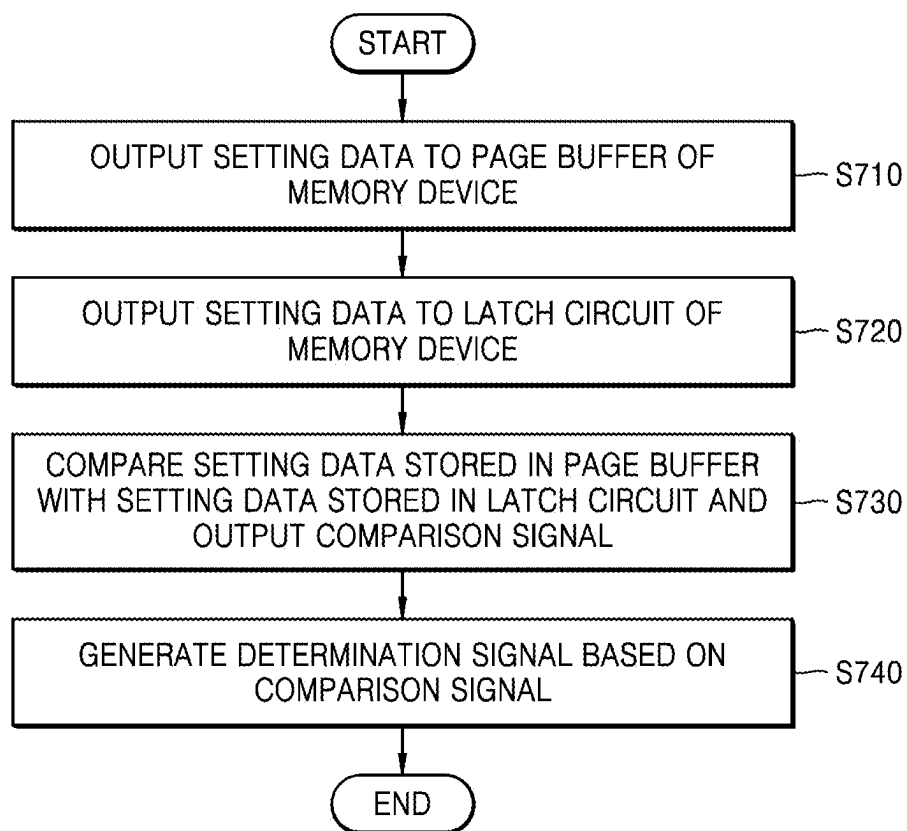 START
OUTPUT SETTING DATA TO PAGE BUFFER OF
MEMORY DEVICE
S710
OUTPUT SETTING DATA TO LATCH CIRCUIT OF
MEMORY DEVICE
S720
COMPARE SETTING DATA STORED IN PAGE BUFFER
WITH SETTING DATA STORED IN LATCH CIRCUIT AND
OUTPUT COMPARISON SIGNAL
S730
GENERATE DETERMINATION SIGNAL BASED ON
COMPARISON SIGNAL
S740
END